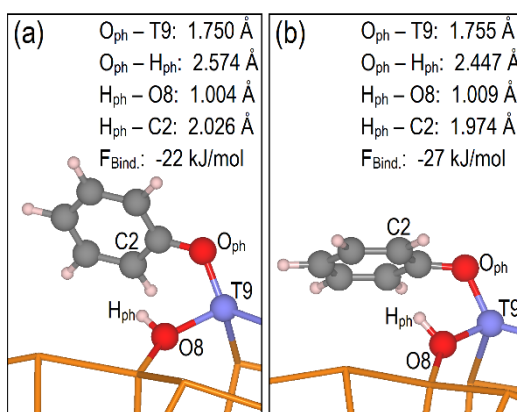 (a)
O_ph – T9: 1.750 Å
O_ph – H_ph: 2.574 Å
H_ph – O8: 1.004 Å
H_ph – C2: 2.026 Å
F_Bind.: -22 kJ/mol
C2
O_ph
T9
H_ph
O8
(b)
O_ph – T9: 1.755 Å
O_ph – H_ph: 2.447 Å
H_ph – O8: 1.009 Å
H_ph – C2: 1.974 Å
F_Bind.: -27 kJ/mol
C2
O_ph
T9
H_ph
O8